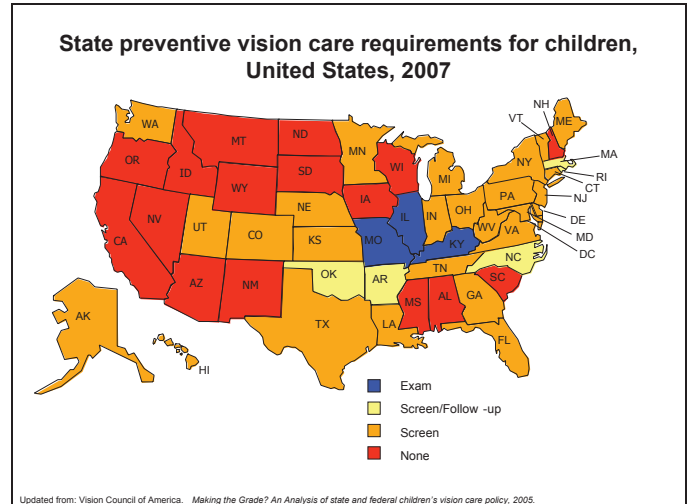 State preventive vision care requirements for children,
United States, 2007
NH
VT
ME
WA
MT
ND
MN
OR
ID
SD
WI
MI
NY
MA
RI
CT
WY
IA
NE
PA
NJ
NV
UT
CO
IL
IN
OH
DE
MD
DC
CA
KS
MO
WV
VA
KY
AZ
NM
OK
AR
TN
NC
SC
MS
AL
GA
TX
LA
FL
AK
HI
Exam
Screen/Follow -up
Screen
None
Updated from: Vision Council of America. Making the Grade? An Analysis of state and federal children's vision care policy, 2005.